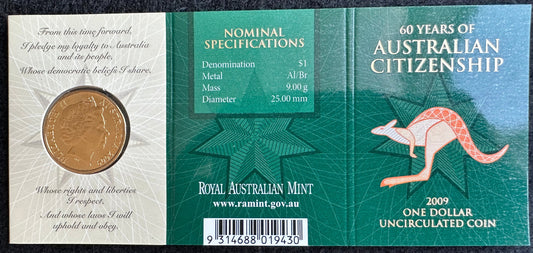 From this time forward,
I pledge my loyalty to Australia
and its people,
Whose democratic beliefs I share,
Whose rights and liberties
I respect,
And whose laws I will
uphold and obey.
NOMINAL
SPECIFICATIONS
Denomination $1
Metal Al/Br
Mass 9.00 g
Diameter 25.00 mm
ROYAL AUSTRALIAN MINT
www.ramint.gov.au
9 314688 019430
60 YEARS OF
AUSTRALIAN
CITIZENSHIP
2009
ONE DOLLAR
UNCIRCULATED COIN